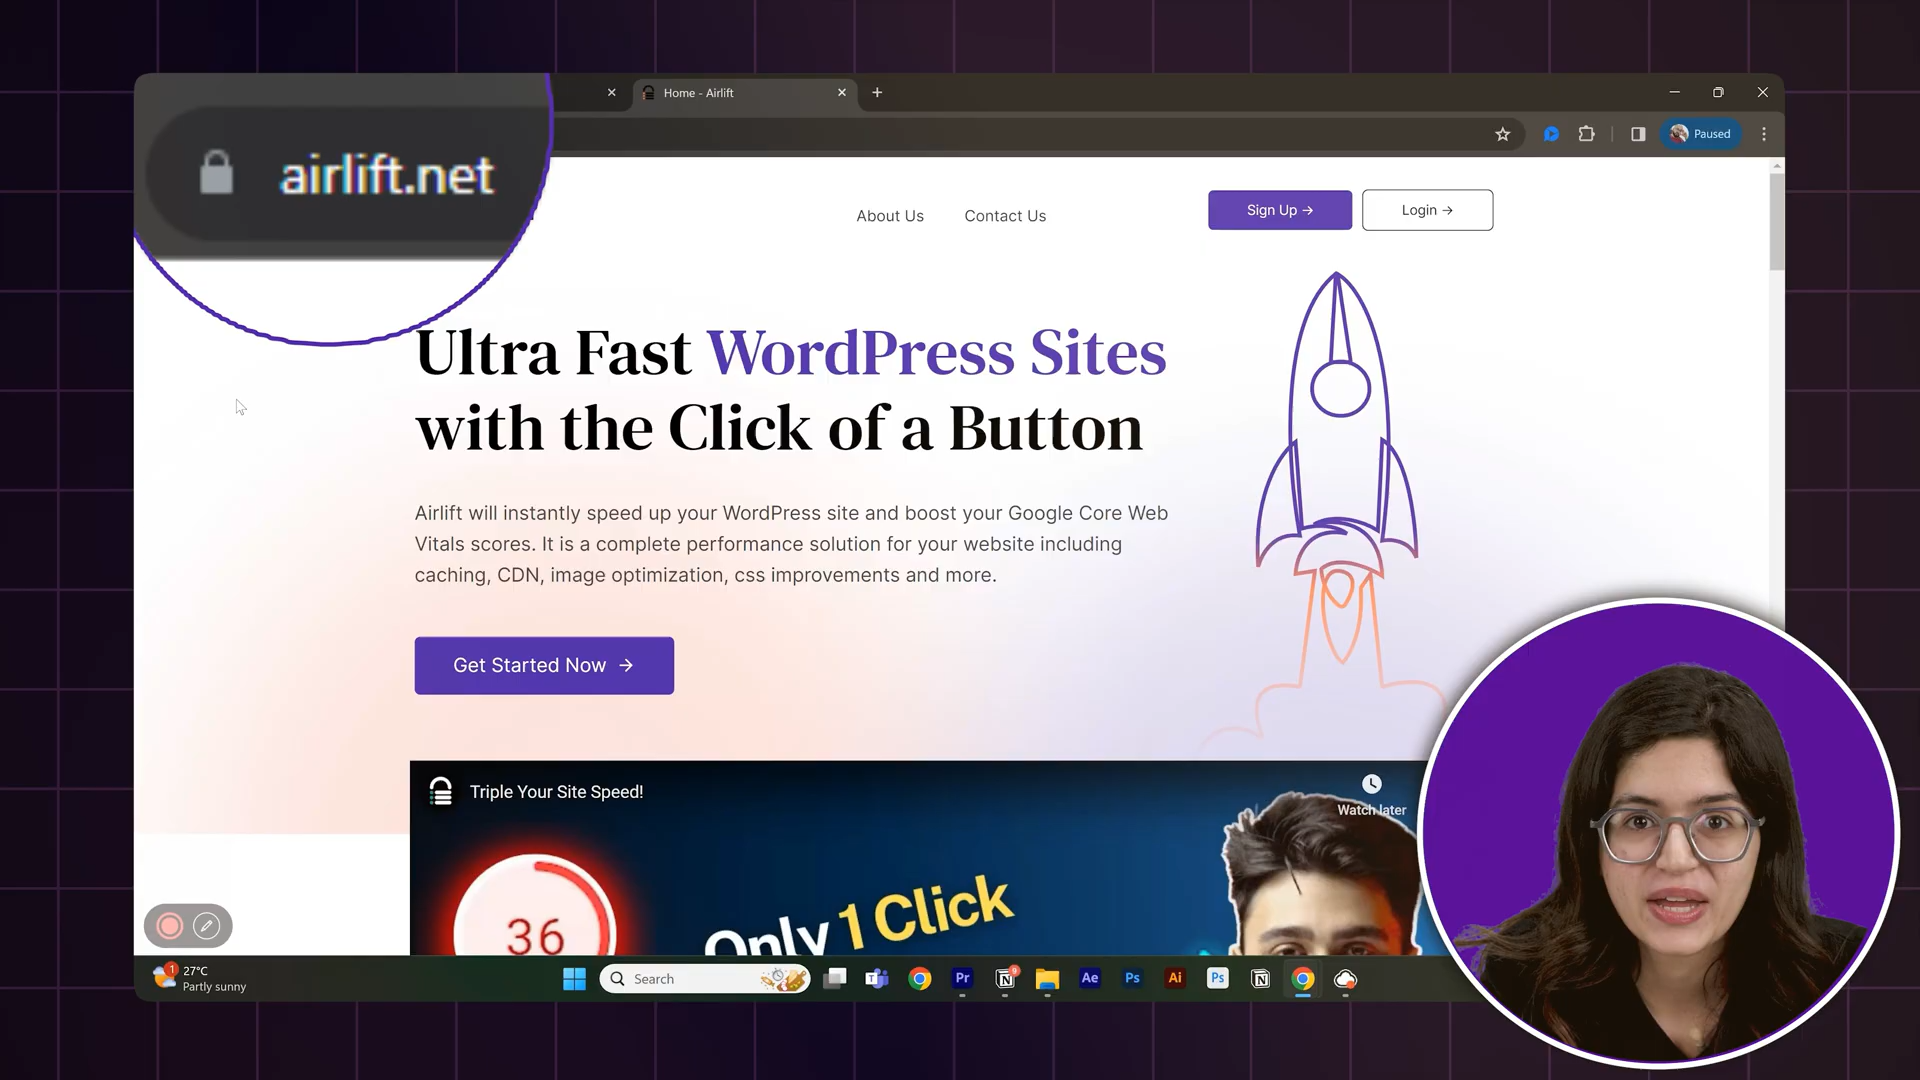 Home - Airlift
airlift.net
Paused
About Us
Contact Us
Sign Up →
Login →
Ultra Fast WordPress Sites
with the Click of a Button
Airlift will instantly speed up your WordPress site and boost your Google Core Web
Vitals scores. It is a complete performance solution for your website including
caching, CDN, image optimization, css improvements and more.
Get Started Now →
Triple Your Site Speed!
Watch later
36
Only 1 Click
1
27°C
Partly sunny
Search
T
Pr
N
9
Ae
Ps
Ai
Ps
N